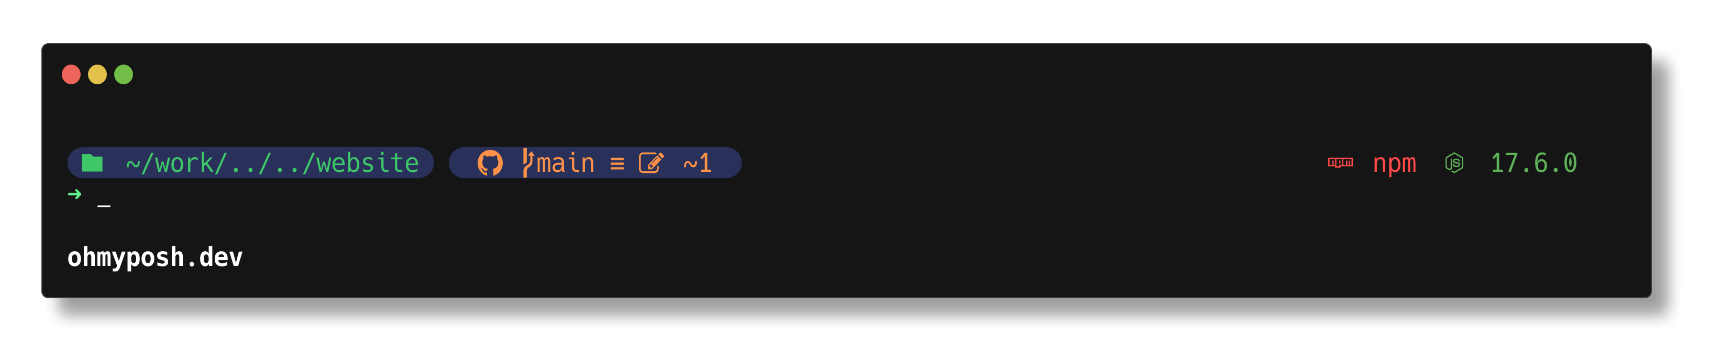 ~/work/../../website main ≡ ~1 npm 17.6.0
➜ _
ohmyposh.dev